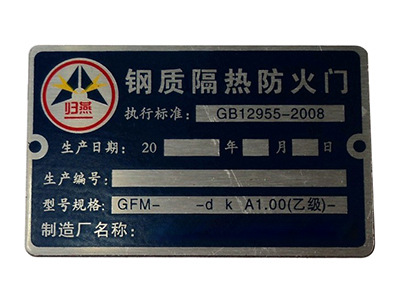 归燕
钢质隔热防火门
执行标准: GB12955-2008
生产日期: 20 年 月 日
生产编号:
型号规格: GFM- -d k A1.00(乙级)-
制造厂名称: